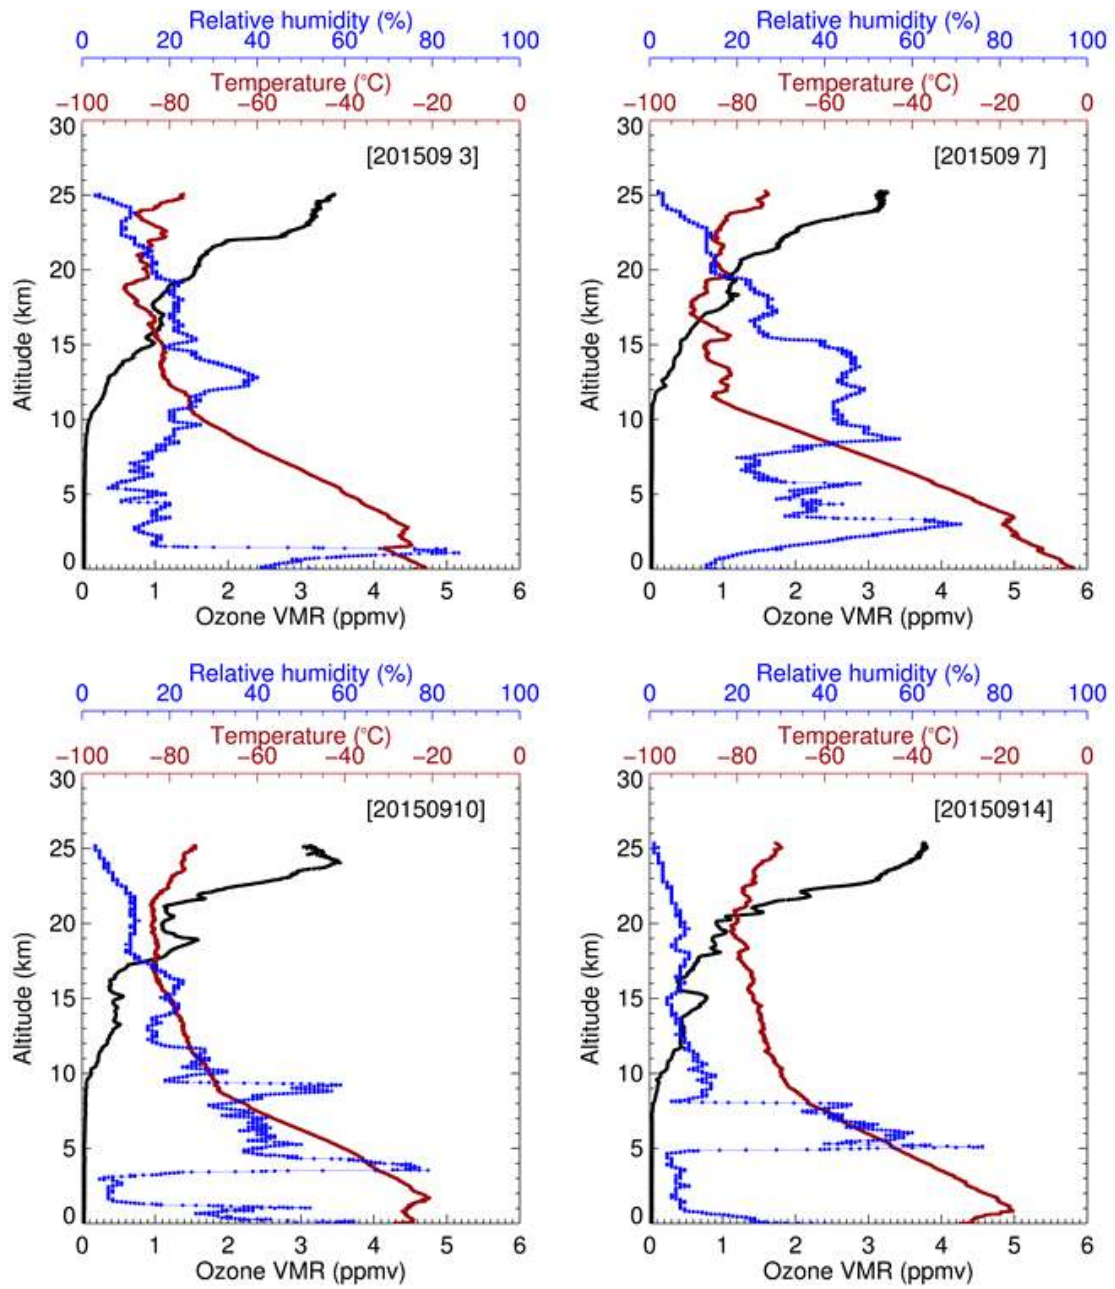 Relative humidity (%)
0 20 40 60 80 100
Temperature (°C)
−100 −80 −60 −40 −20 0
30
25
20
15
10
5
0
Altitude (km)
[201509 3]
0 1 2 3 4 5 6
Ozone VMR (ppmv)
Relative humidity (%)
0 20 40 60 80 100
Temperature (°C)
−100 −80 −60 −40 −20 0
30
25
20
15
10
5
0
Altitude (km)
[201509 7]
0 1 2 3 4 5 6
Ozone VMR (ppmv)
Relative humidity (%)
0 20 40 60 80 100
Temperature (°C)
−100 −80 −60 −40 −20 0
30
25
20
15
10
5
0
Altitude (km)
[20150910]
0 1 2 3 4 5 6
Ozone VMR (ppmv)
Relative humidity (%)
0 20 40 60 80 100
Temperature (°C)
−100 −80 −60 −40 −20 0
30
25
20
15
10
5
0
Altitude (km)
[20150914]
0 1 2 3 4 5 6
Ozone VMR (ppmv)